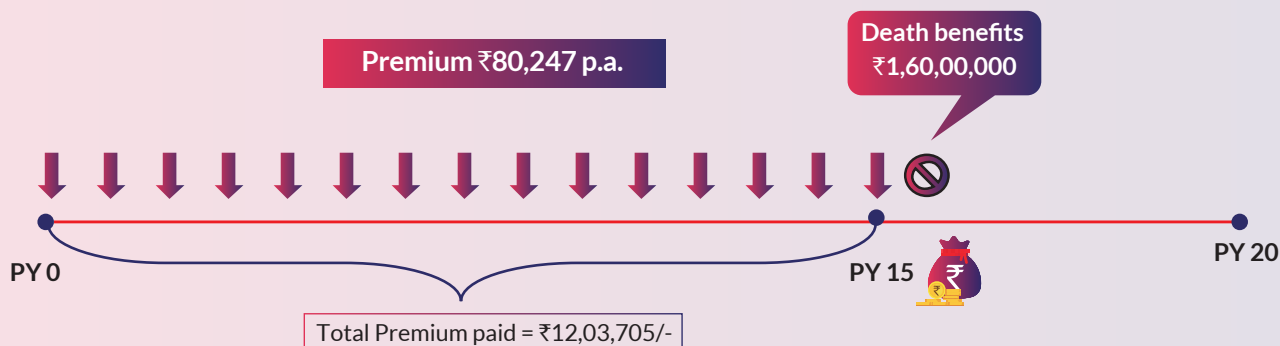 Premium ₹80,247 p.a.
Death benefits
₹1,60,00,000
PY 0
PY 15
₹
₹
PY 20
Total Premium paid = ₹12,03,705/-